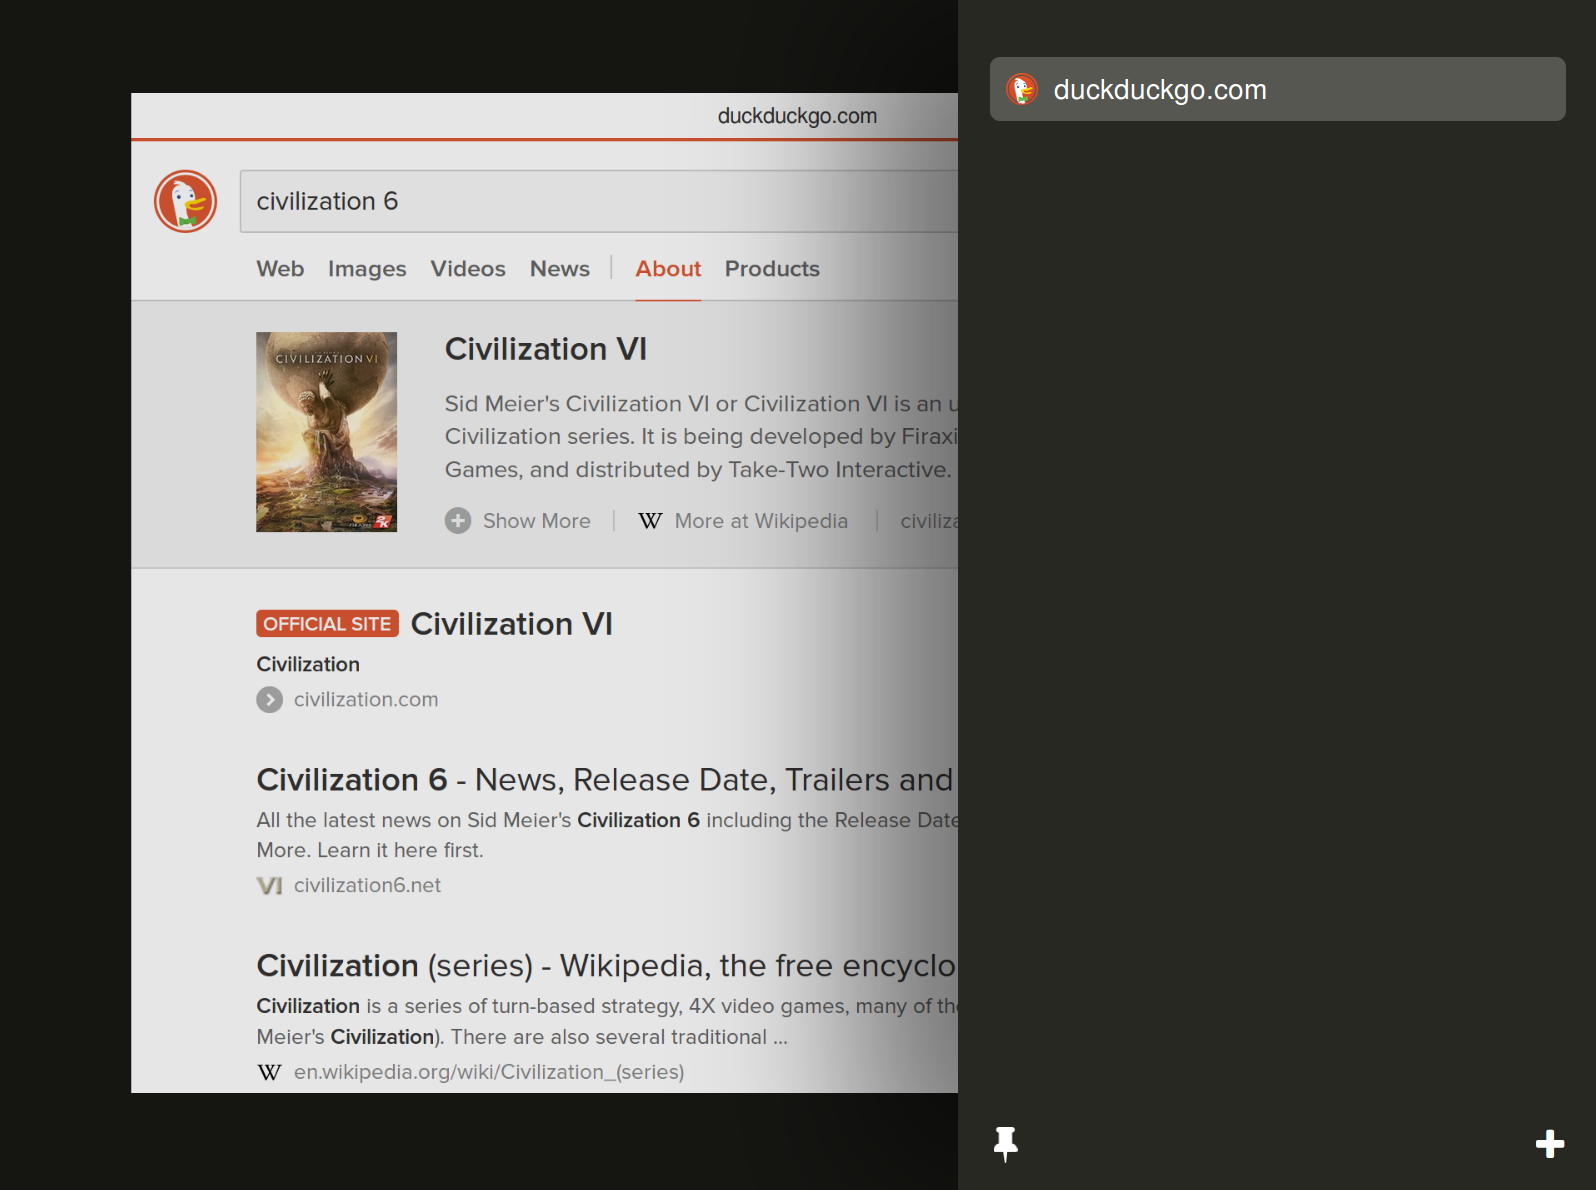 duckduckgo.com
duckduckgo.com
civilization 6
Web Images Videos News About Products
CIVILIZATION VI
2K
Civilization VI
Sid Meier's Civilization VI or Civilization VI is an u
Civilization series. It is being developed by Firaxi
Games, and distributed by Take-Two Interactive.
Show More W More at Wikipedia civiliza
OFFICIAL SITE Civilization VI
Civilization
civilization.com
Civilization 6 - News, Release Date, Trailers and
All the latest news on Sid Meier's Civilization 6 including the Release Date
More. Learn it here first.
VI civilization6.net
Civilization (series) - Wikipedia, the free encyclo
Civilization is a series of turn-based strategy, 4X video games, many of the
Meier's Civilization). There are also several traditional ...
W en.wikipedia.org/wiki/Civilization_(series)